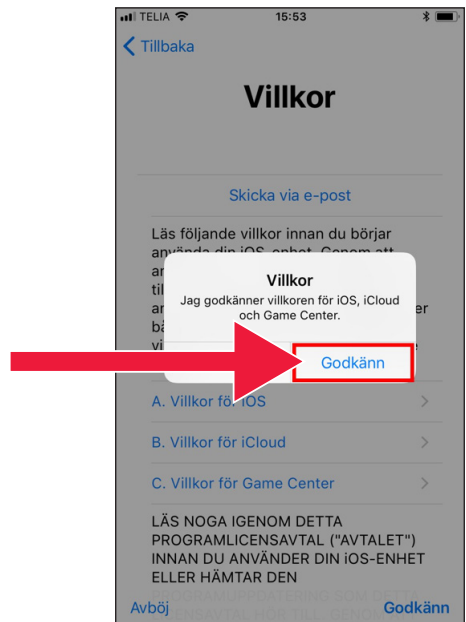 TELIA 15:53
Tillbaka
Villkor
Skicka via e-post
Läs följande villkor innan du börjar
använda din iOS-enhet. Genom att
Villkor
Jag godkänner villkoren för iOS, iCloud
och Game Center.
Godkänn
A. Villkor för iOS
B. Villkor för iCloud
C. Villkor för Game Center
LÄS NOGA IGENOM DETTA
PROGRAMLICENSAVTAL ("AVTALET")
INNAN DU ANVÄNDER DIN iOS-ENHET
ELLER HÄMTAR DEN
PROGRAMUPPDATERING SOM DETTA
Avböj Godkänn